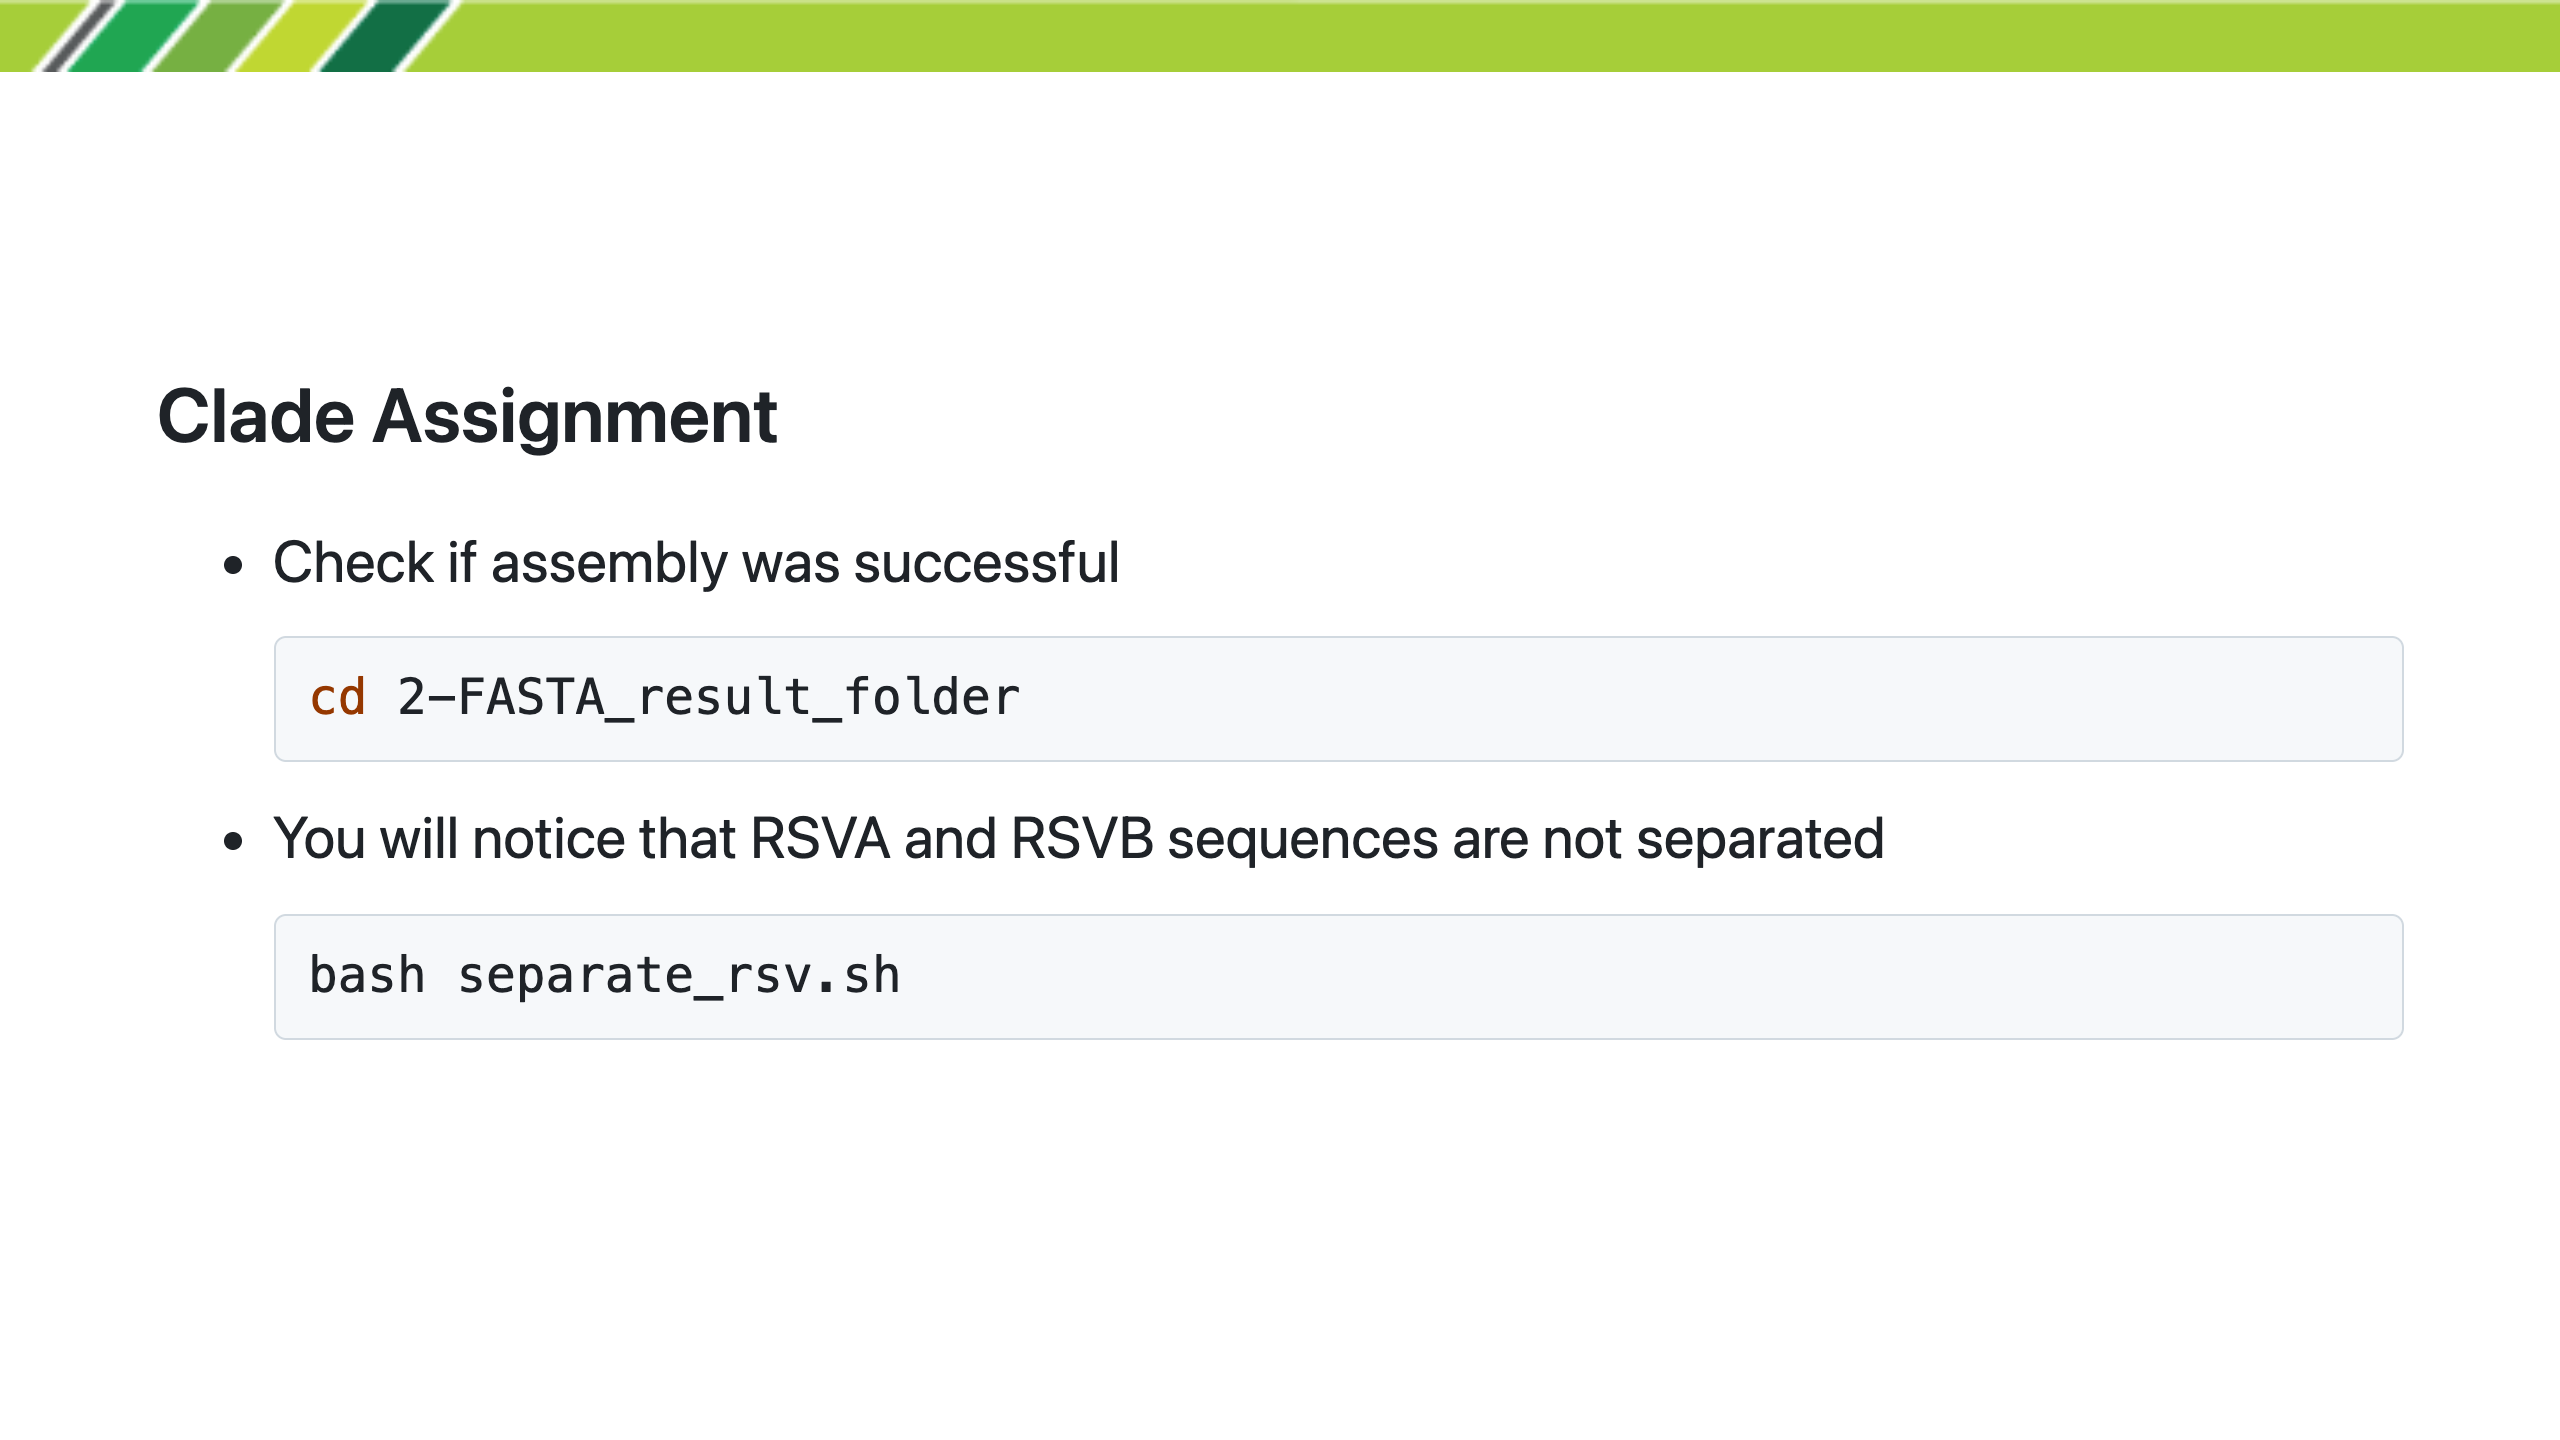 Clade Assignment
• Check if assembly was successful
cd 2-FASTA_result_folder
• You will notice that RSVA and RSVB sequences are not separated
bash separate_rsv.sh